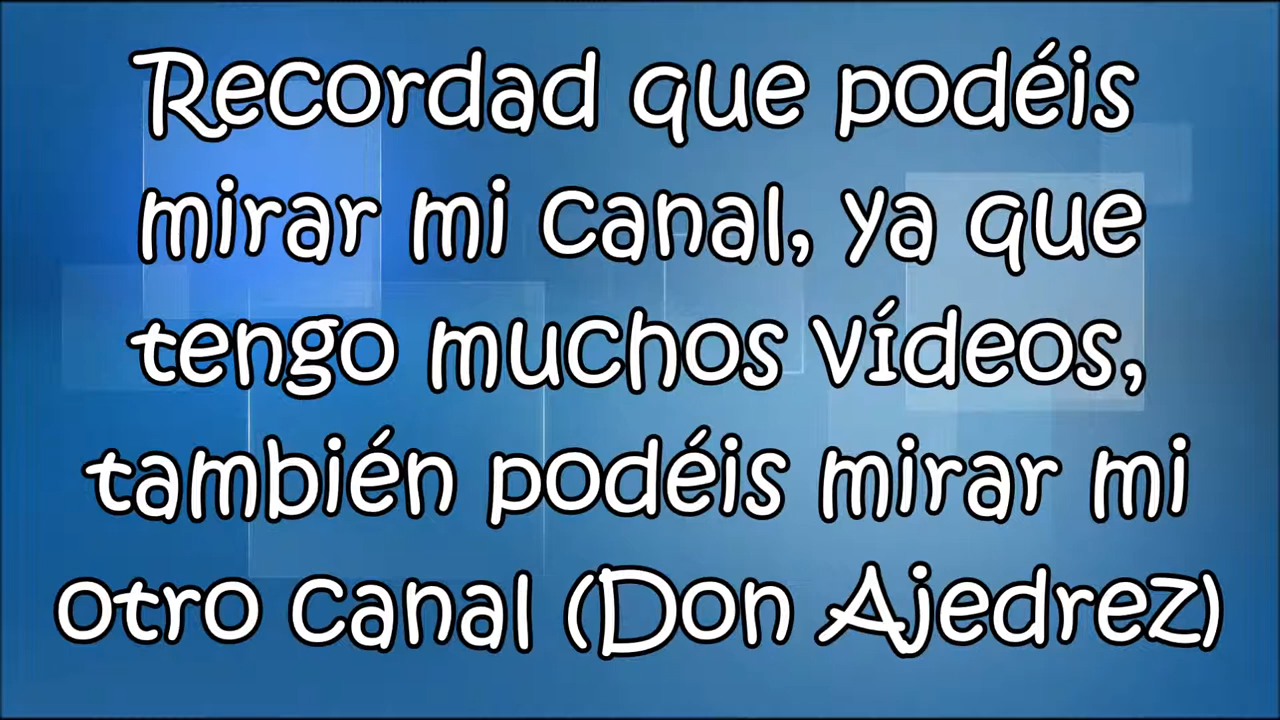 Recordad que podéis
mirar mi canal, ya que
tengo muchos vídeos,
también podéis mirar mi
otro canal (Don Ajedrez)